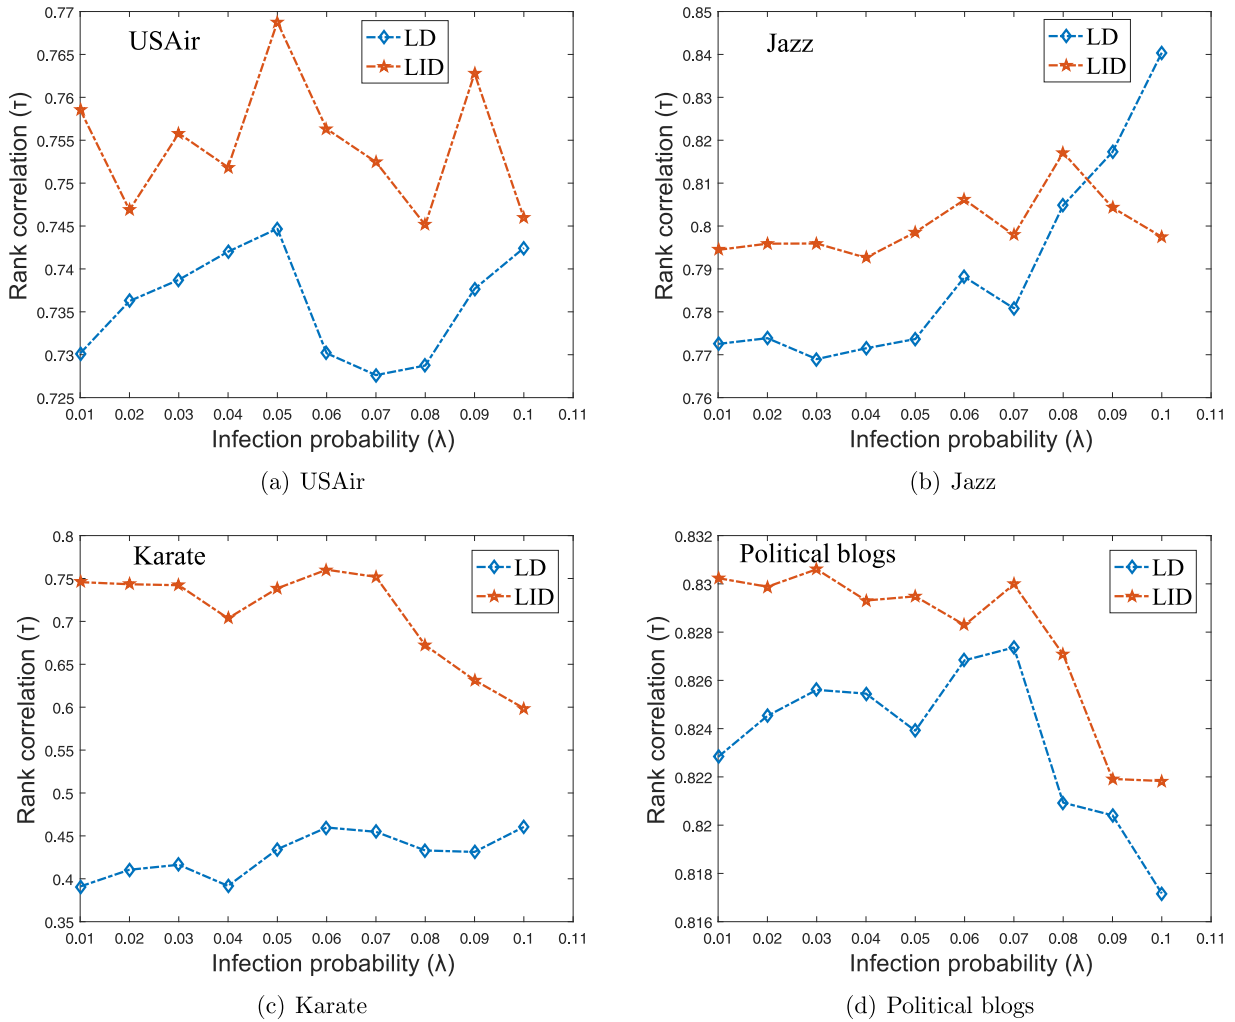 0.77
0.765
0.76
0.755
0.75
0.745
0.74
0.735
0.73
0.725
Rank correlation (τ)
USAir
LD
LID
0.01 0.02 0.03 0.04 0.05 0.06 0.07 0.08 0.09 0.1 0.11
Infection probability (λ)
(a) USAir
0.85
0.84
0.83
0.82
0.81
0.8
0.79
0.78
0.77
0.76
Rank correlation (τ)
Jazz
LD
LID
0.01 0.02 0.03 0.04 0.05 0.06 0.07 0.08 0.09 0.1 0.11
Infection probability (λ)
(b) Jazz
0.8
0.75
0.7
0.65
0.6
0.55
0.5
0.45
0.4
0.35
Rank correlation (τ)
Karate
LD
LID
0.01 0.02 0.03 0.04 0.05 0.06 0.07 0.08 0.09 0.1 0.11
Infection probability (λ)
(c) Karate
0.832
0.830
0.828
0.826
0.824
0.822
0.82
0.818
0.816
Rank correlation (τ)
Political blogs
LD
LID
0.01 0.02 0.03 0.04 0.05 0.06 0.07 0.08 0.09 0.1 0.11
Infection probability (λ)
(d) Political blogs